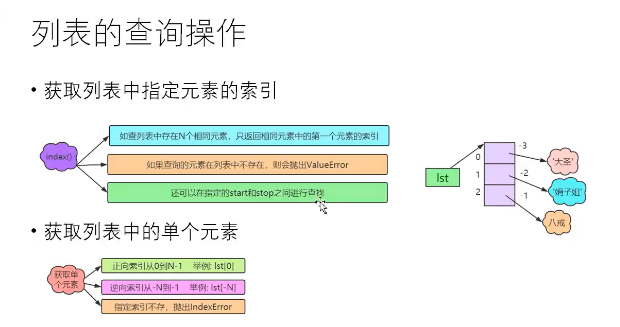 列表的查询操作
• 获取列表中指定元素的索引
index()
如查列表中存在N个相同元素，只返回相同元素中的第一个元素的索引
如果查询的元素在列表中不存在，则会抛出ValueError
还可以在指定的start和stop之间进行查找
lst
0
1
2
-3
-2
-1
'大圣'
'娟子姐'
八戒
• 获取列表中的单个元素
获取单
个元素
正向索引从0到N-1 举例: lst[0]
逆向索引从-N到-1 举例: lst[-N]
指定索引不存，抛出IndexError